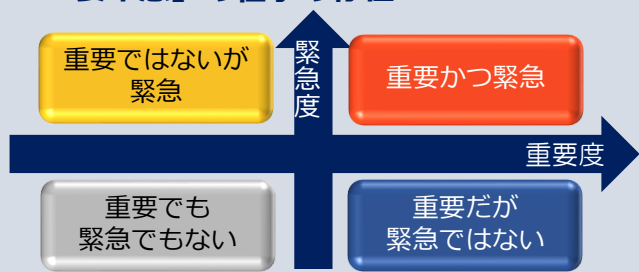 重要ではないが
緊急
緊急度
重要かつ緊急
重要度
重要でも
緊急でもない
重要だが
緊急ではない